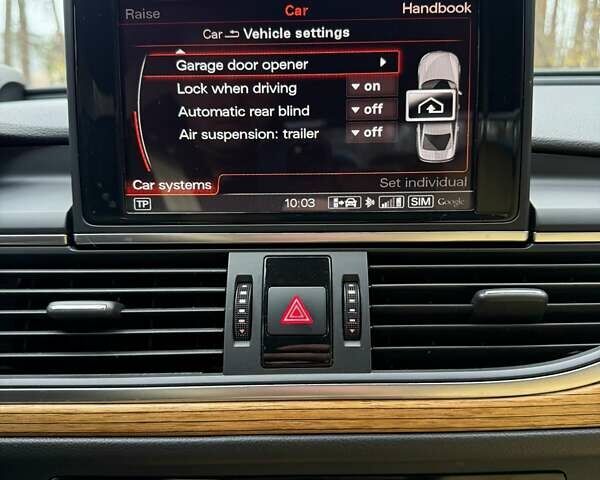 Raise Car Handbook
Car Vehicle settings
Garage door opener
Lock when driving on
Automatic rear blind off
Air suspension: trailer off
Car systems Set individual
TP 10:03 SIM Google